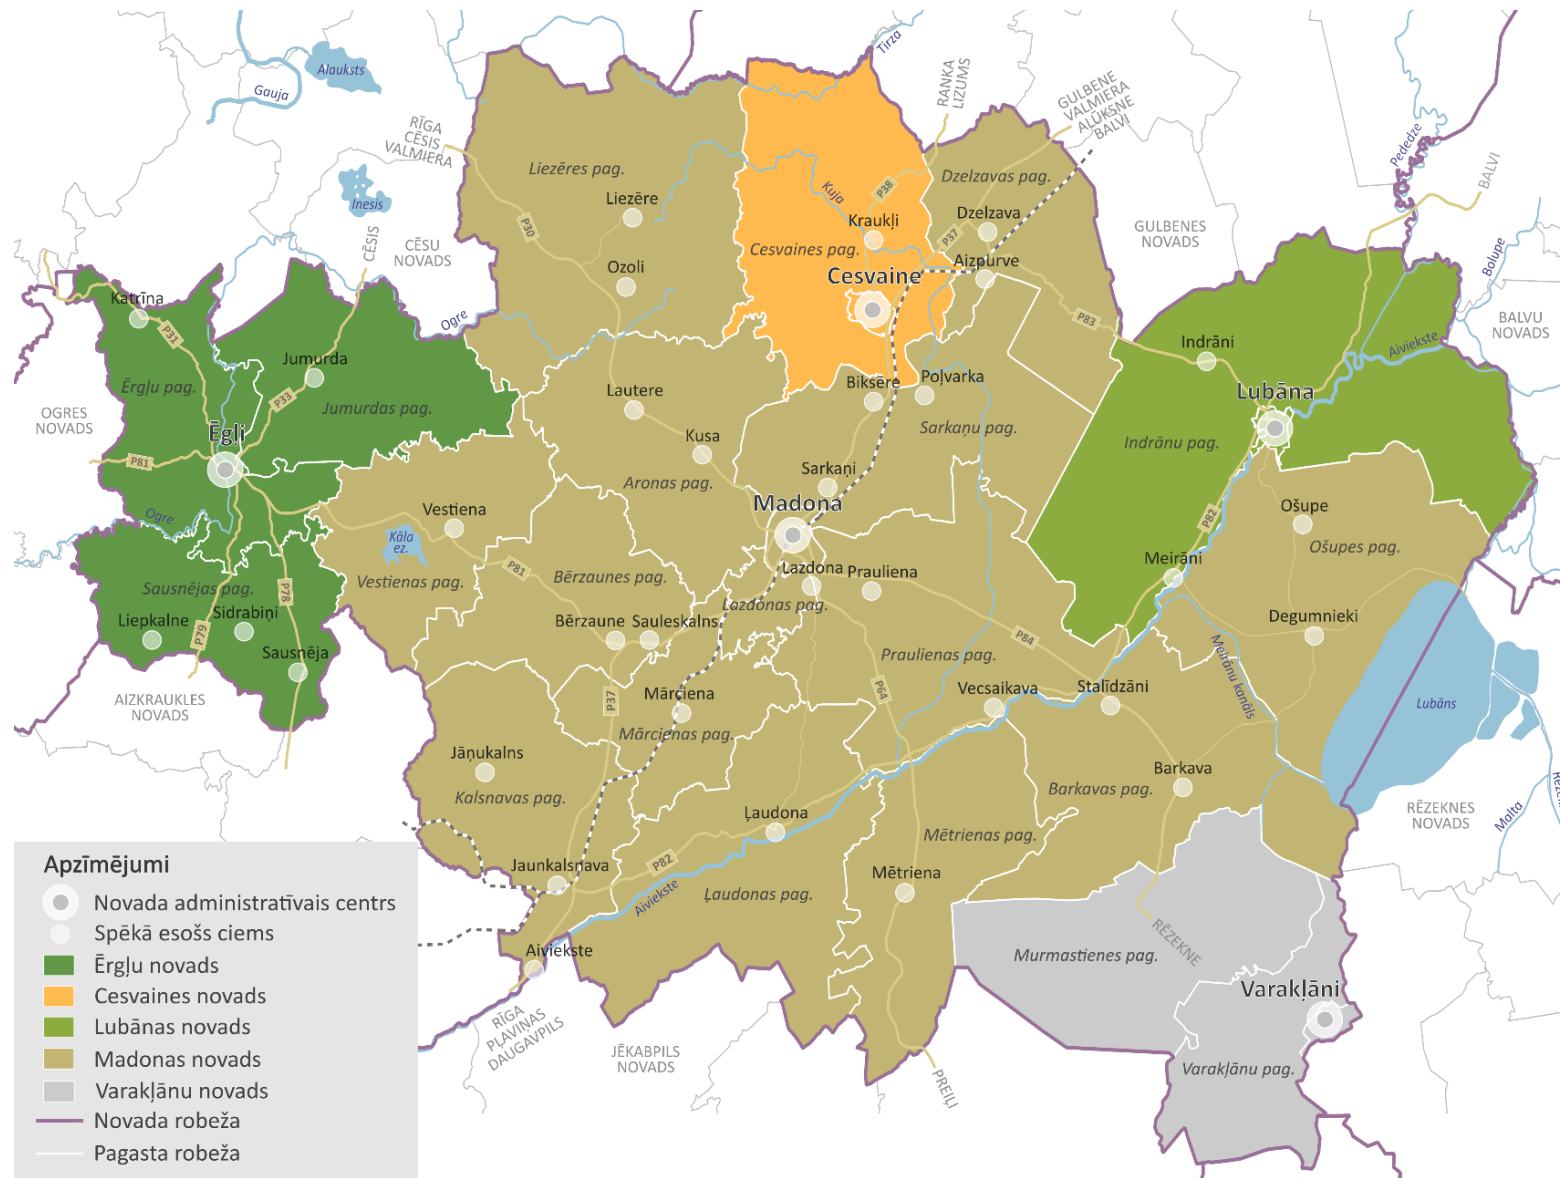 Alauksts
Gauja
Tirza
RANKA
LIZUMS
GULBENE
VALMIERA
ALŪKSNE
BALVI
Pededze
BALVI
RĪGA
CĒSIS
VALMIERA
Inesis
Liezēres pag.
Liezēre
P30
Kuja
P38
Kraukļi
Cesvaines pag.
Dzelzavas pag.
Dzelzava
P37
Aizpurve
GULBENES
NOVADS
Bolupe
CĒSIS
CĒSU
NOVADS
Ozoli
Cesvaine
Katrīna
P31
Ogre
P83
BALVU
NOVADS
Aiviekste
Indrāni
Jumurda
Ērgļu pag.
P33
Jumurdas pag.
OGRES
NOVADS
Ēgļi
P81
Lautere
Biksēre
Poļvarka
Lubāna
Sarkaņu pag.
Indrānu pag.
Kusa
Aronas pag.
Sarkaņi
Madona
Ogre
Vestiena
Kāla
ez.
Vestienas pag.
P81
Bērzaunes pag.
Ošupe
P82
Ošupes pag.
Meirāni
Lazdona
Prauliena
Lazdonas pag.
Sausnējas pag.
P78
Liepkalne
Sidrabiņi
P79
Sausnēja
Bērzaune
Sauleskalns
P84
Degumnieki
Praulienas pag.
Meirānu kanāls
AIZKRAUKLES
NOVADS
P37
Mārciena
Mārcienas pag.
P64
Vecsaikava
Stalīdzāni
Lubāns
Jāņukalns
Kalsnavas pag.
Barkava
Barkavas pag.
RĒZEKNES
NOVADS
Malta
Ļaudona
Mētrienas pag.
Jaunkalsnava
P82
Aiviekste
Ļaudonas pag.
Mētriena
Aiviekste
RĒZEKNE
Murmastienes pag.
Varakļāni
RĪGA
PĻAVIŅAS
DAUGAVPILS
JĒKABPILS
NOVADS
PREIĻI
Varakļānu pag.
Apzīmējumi
Novada administratīvais centrs
Spēkā esošs ciems
Ērgļu novads
Cesvaines novads
Lubānas novads
Madonas novads
Varakļānu novads
Novada robeža
Pagasta robeža